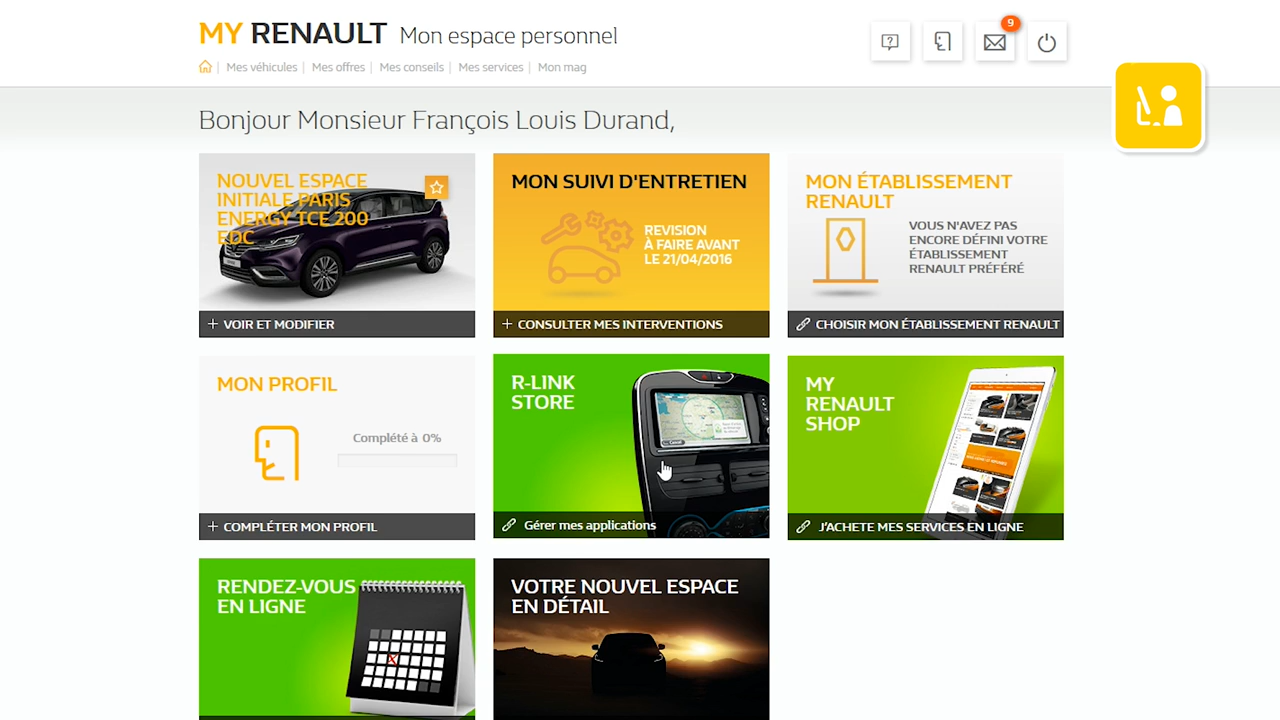 MY RENAULT Mon espace personnel
9
Mes véhicules | Mes offres | Mes conseils | Mes services | Mon mag
Bonjour Monsieur François Louis Durand,
NOUVEL ESPACE
INITIALE PARIS
ENERGY TCE 200
EDC
+ VOIR ET MODIFIER
MON SUIVI D'ENTRETIEN
REVISION
À FAIRE AVANT
LE 21/04/2016
+ CONSULTER MES INTERVENTIONS
MON ÉTABLISSEMENT
RENAULT
VOUS N'AVEZ PAS
ENCORE DÉFINI VOTRE
ÉTABLISSEMENT
RENAULT PRÉFÉRÉ
CHOISIR MON ÉTABLISSEMENT RENAULT
MON PROFIL
Complété à 0%
+ COMPLÉTER MON PROFIL
R-LINK
STORE
Gérer mes applications
MY
RENAULT
SHOP
J'ACHETE MES SERVICES EN LIGNE
RENDEZ-VOUS
EN LIGNE
VOTRE NOUVEL ESPACE
EN DÉTAIL